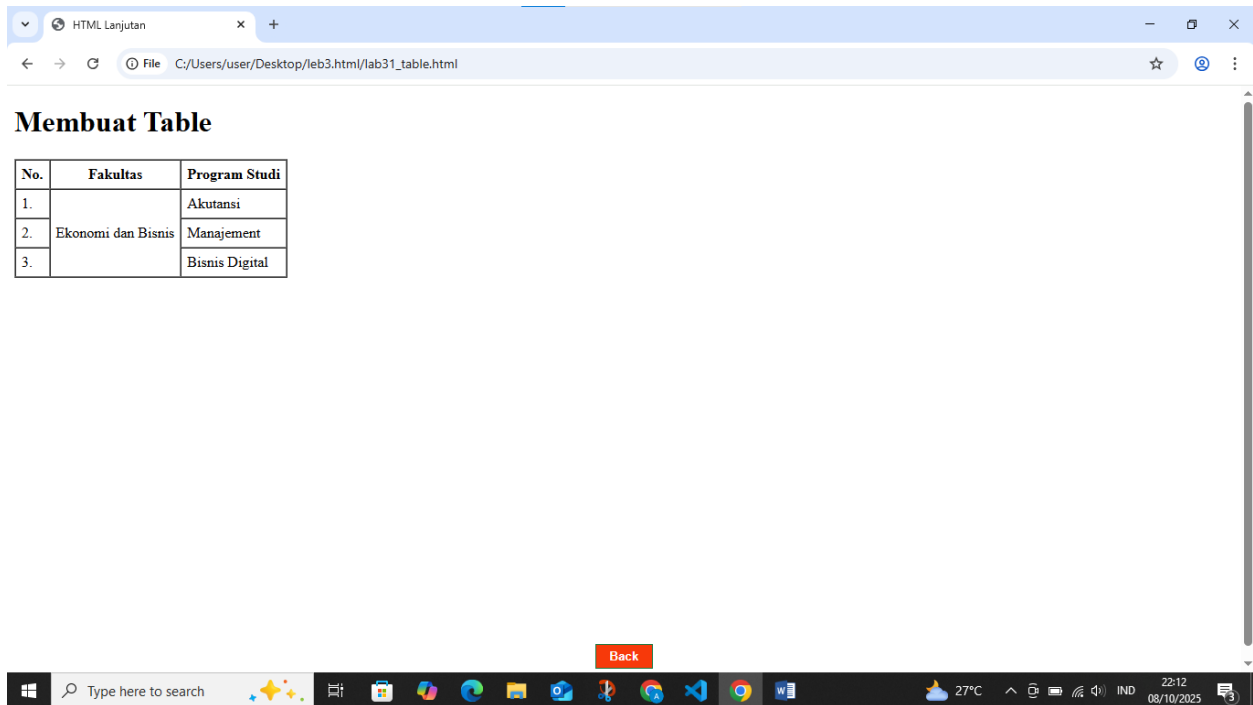 HTML Lanjutan
File C:/Users/user/Desktop/leb3.html/lab31_table.html
Membuat Table
No. Fakultas Program Studi
1. Akutansi
Ekonomi dan Bisnis
2. Manajement
3. Bisnis Digital
Back
Type here to search
27°C IND 22:12
08/10/2025
3